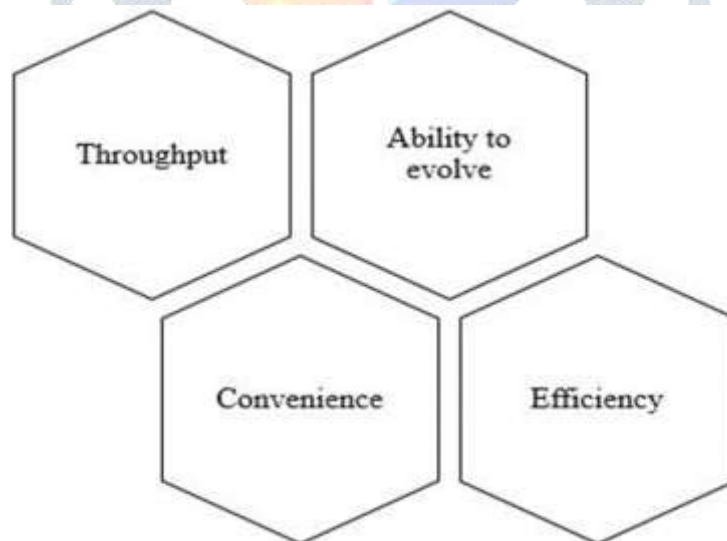 Throughput
Ability to
evolve
Convenience
Efficiency